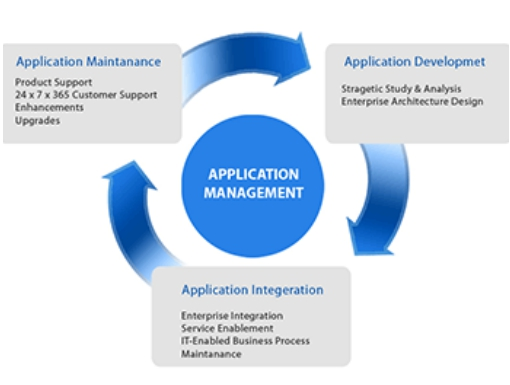 Application Maintanance
Product Support
24 x 7 x 365 Customer Support
Enhancements
Upgrades
Application Developmet
Stragetic Study & Analysis
Enterprise Architecture Design
APPLICATION
MANAGEMENT
Application Integeration
Enterprise Integration
Service Enablement
IT-Enabled Business Process
Maintanance